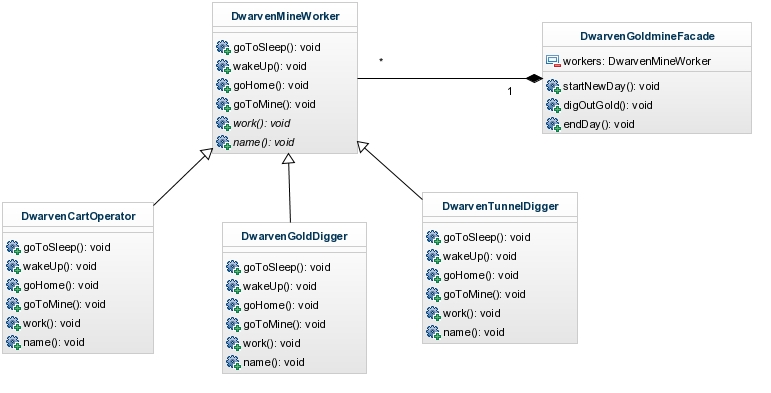 DwarvenMineWorker
goToSleep(): void
wakeUp(): void
goHome(): void
goToMine(): void
work(): void
name(): void
*
1
DwarvenGoldmineFacade
workers: DwarvenMineWorker
startNewDay(): void
digOutGold(): void
endDay(): void
DwarvenCartOperator
goToSleep(): void
wakeUp(): void
goHome(): void
goToMine(): void
work(): void
name(): void
DwarvenGoldDigger
goToSleep(): void
wakeUp(): void
goHome(): void
goToMine(): void
work(): void
name(): void
DwarvenTunnelDigger
goToSleep(): void
wakeUp(): void
goHome(): void
goToMine(): void
work(): void
name(): void